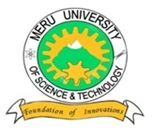 MERU UNIVERSITY
OF SCIENCE & TECHNOLOGY
Foundation of Innovations